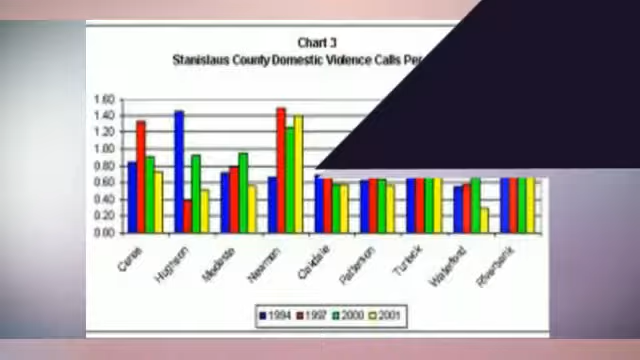 Chart 3
Stanislaus County Domestic Violence Calls Per
1.60
1.40
1.20
1.00
0.80
0.60
0.40
0.20
0.00
Ceres
Hughson
Modesto
Newman
Oakdale
Patterson
Turlock
Waterford
Riverbank
1994 1997 2000 2001